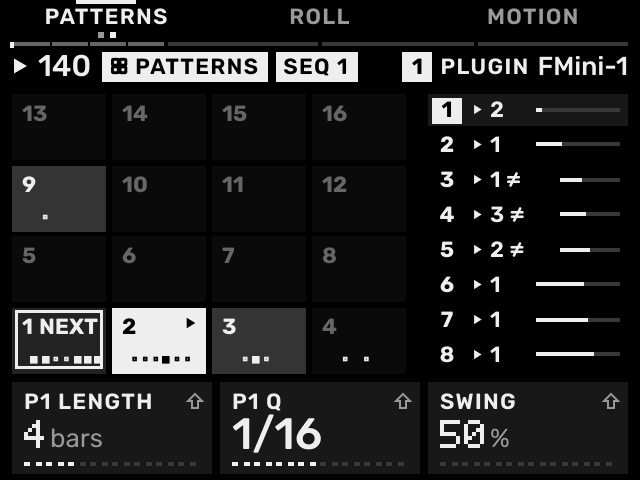 PATTERNS ROLL MOTION
140 PATTERNS SEQ 1 1 PLUGIN FMini-1
13 14 15 16 1 2
2 1
9 10 11 12 3 1 ≠
4 3 ≠
5 6 7 8 5 2 ≠
6 1
1 NEXT 2 3 4 7 1
8 1
P1 LENGTH P1 Q SWING
4 bars 1/16 50 %